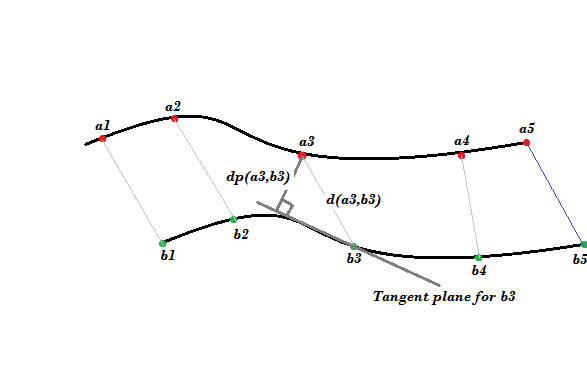 a1
a2
a3
a4
a5
dp(a3,b3)
d(a3,b3)
b1
b2
b3
b4
b5
Tangent plane for b3